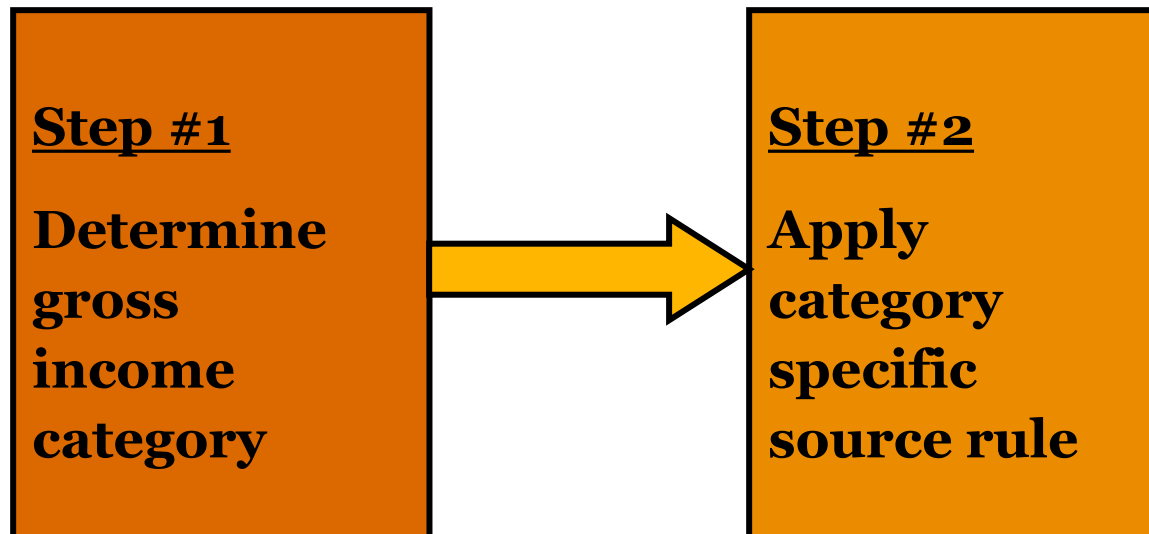 Step #1
Determine
gross
income
category
Step #2
Apply
category
specific
source rule